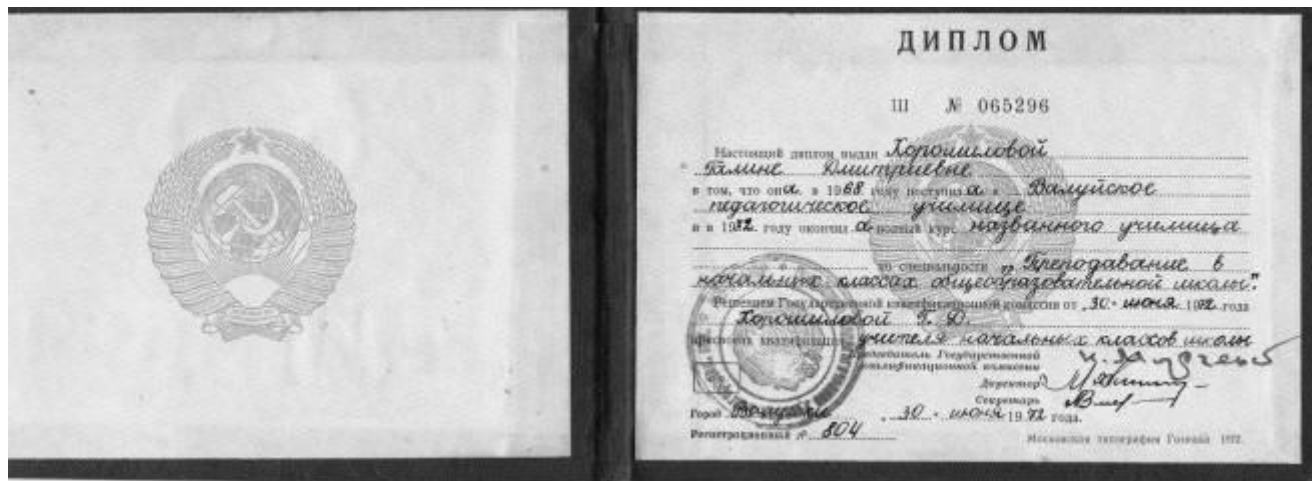 ДИПЛОМ
Ш № 065296
Настоящий диплом выдан Хорошиловой
Галине Дмитриевне
в том, что она в 1968 году поступила в Валуйское
педагогическое училище
и в 1972 году окончила полный курс названного училища
по специальности „Преподавание в
начальных классах общеобразовательной школы".
Решением Государственной квалификационной комиссии от „30" июня 1972 года
Хорошиловой Г. Д.
присвоена квалификация учителя начальных классов школы
Председатель Государственной
квалификационной комиссии
Директор
Секретарь
Город Валуйки „30" июня 1972 года.
Регистрационный № 804
Московская типография Гознака 1972.